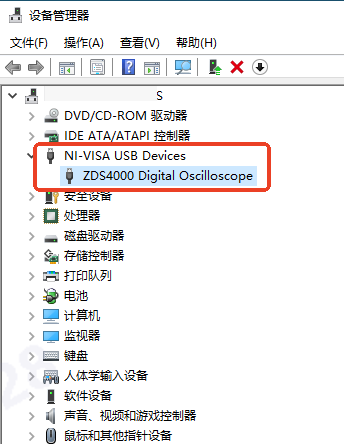 设备管理器
文件(F) 操作(A) 查看(V) 帮助(H)
S
DVD/CD-ROM 驱动器
IDE ATA/ATAPI 控制器
NI-VISA USB Devices
ZDS4000 Digital Oscilloscope
安全设备
处理器
磁盘驱动器
存储控制器
打印队列
电池
计算机
监视器
键盘
人体学输入设备
软件设备
声音、视频和游戏控制器
鼠标和其他指针设备